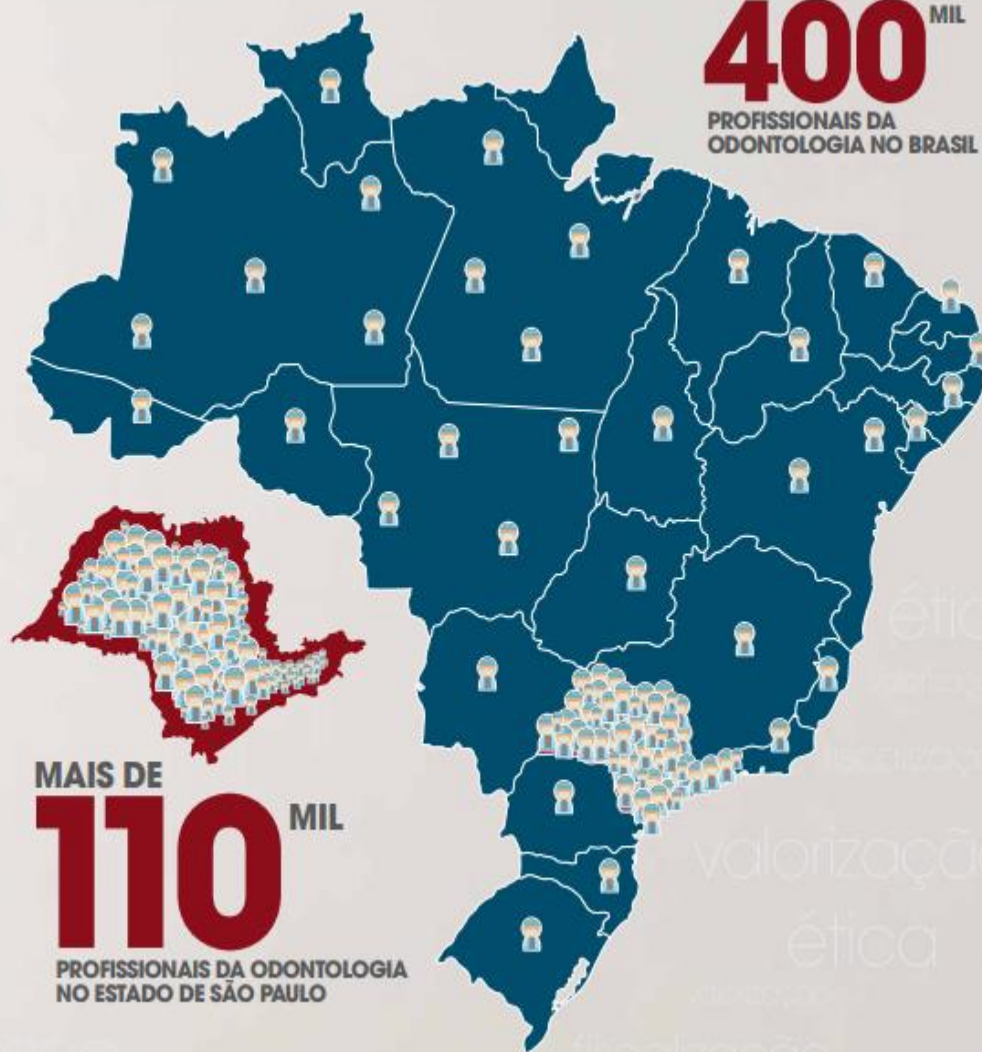 400 MIL
PROFISSIONAIS DA
ODONTOLOGIA NO BRASIL
MAIS DE
110 MIL
PROFISSIONAIS DA ODONTOLOGIA
NO ESTADO DE SÃO PAULO
valorização
ética